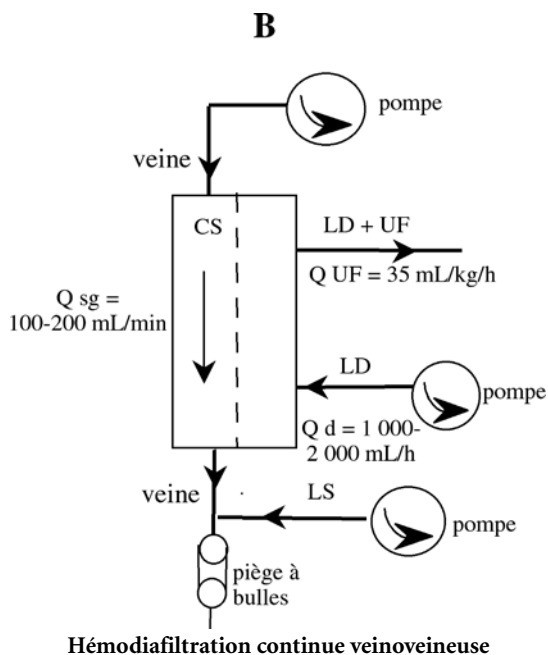 B
pompe
veine
CS
LD + UF
Q UF = 35 mL/kg/h
Q sg =
100-200 mL/min
LD
pompe
Q d = 1 000-
2 000 mL/h
veine
LS
pompe
piège à
bulles
Hémodiafiltration continue veinoveineuse